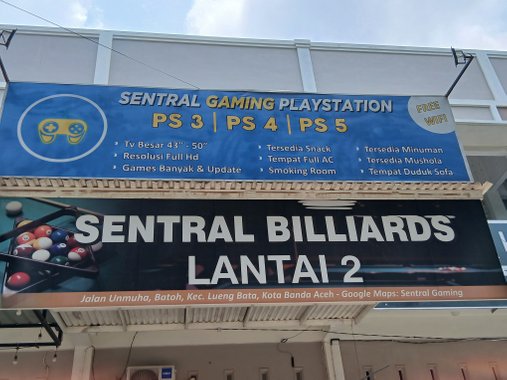 SENTRAL GAMING PLAYSTATION
PS 3 | PS 4 | PS 5
FREE
WIFI
• Tv Besar 43" - 50"
• Resolusi Full Hd
• Games Banyak & Update
• Tersedia Snack
• Tempat Full AC
• Smoking Room
• Tersedia Minuman
• Tersedia Mushola
• Tempat Duduk Sofa
SENTRAL BILLIARDS
LANTAI 2
Jalan Unmuha, Batoh, Kec. Lueng Bata, Kota Banda Aceh - Google Maps: Sentral Gaming